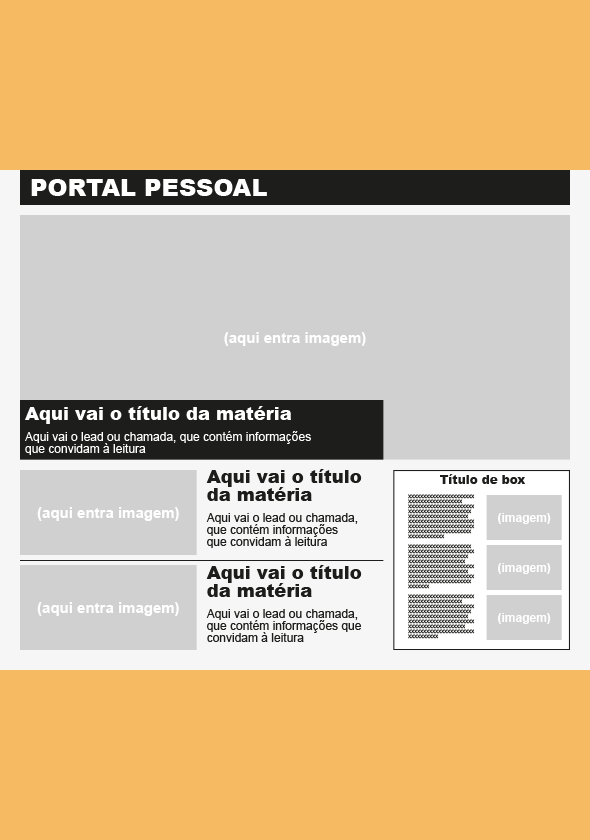 PORTAL PESSOAL
(aqui entra imagem)
Aqui vai o título da matéria
Aqui vai o lead ou chamada, que contém informações
que convidam à leitura
(aqui entra imagem)
Aqui vai o título
da matéria
Aqui vai o lead ou chamada,
que contém informações
que convidam à leitura
(aqui entra imagem)
Aqui vai o título
da matéria
Aqui vai o lead ou chamada,
que contém informações que
convidam à leitura
Título de box
(imagem)
(imagem)
(imagem)